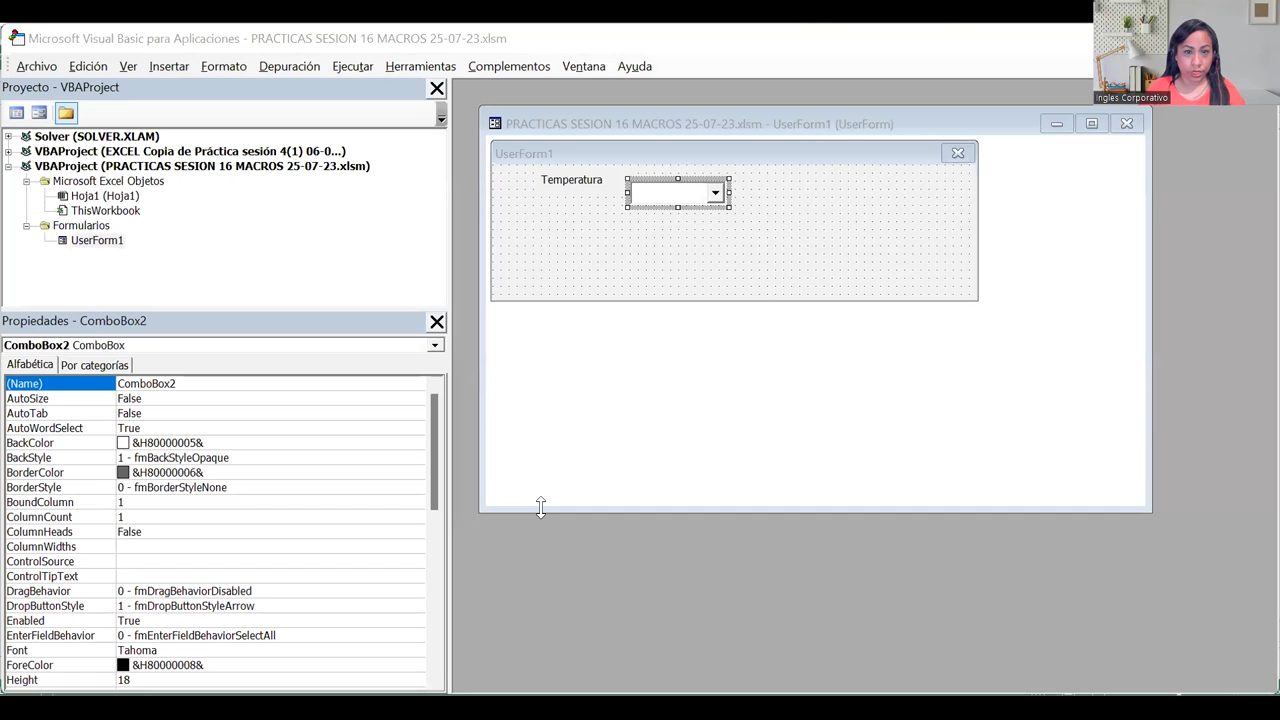 Microsoft Visual Basic para Aplicaciones - PRACTICAS SESION 16 MACROS 25-07-23.xlsm
Archivo Edición Ver Insertar Formato Depuración Ejecutar Herramientas Complementos Ventana Ayuda
Ingles Corporativo
Proyecto - VBAProject
Solver (SOLVER.XLAM)
VBAProject (EXCEL Copia de Práctica sesión 4(1) 06-0...)
VBAProject (PRACTICAS SESION 16 MACROS 25-07-23.xlsm)
Microsoft Excel Objetos
Hoja1 (Hoja1)
ThisWorkbook
Formularios
UserForm1
PRACTICAS SESION 16 MACROS 25-07-23.xlsm - UserForm1 (UserForm)
UserForm1
Temperatura
Propiedades - ComboBox2
ComboBox2 ComboBox
Alfabética Por categorías
(Name) ComboBox2
AutoSize False
AutoTab False
AutoWordSelect True
BackColor &H80000005&
BackStyle 1 - fmBackStyleOpaque
BorderColor &H80000006&
BorderStyle 0 - fmBorderStyleNone
BoundColumn 1
ColumnCount 1
ColumnHeads False
ColumnWidths
ControlSource
ControlTipText
DragBehavior 0 - fmDragBehaviorDisabled
DropButtonStyle 1 - fmDropButtonStyleArrow
Enabled True
EnterFieldBehavior 0 - fmEnterFieldBehaviorSelectAll
Font Tahoma
ForeColor &H80000008&
Height 18